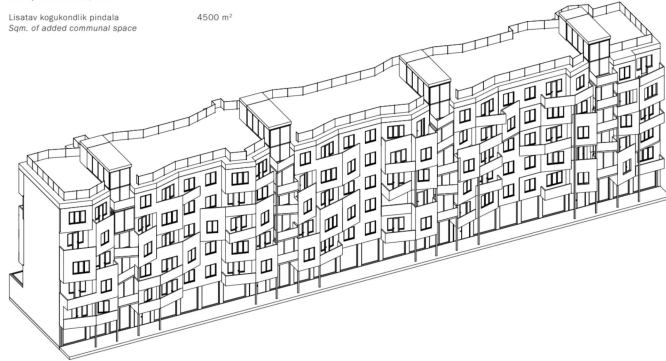 Lisatav kogukondlik pindala 4500 m²
Sqm. of added communal space